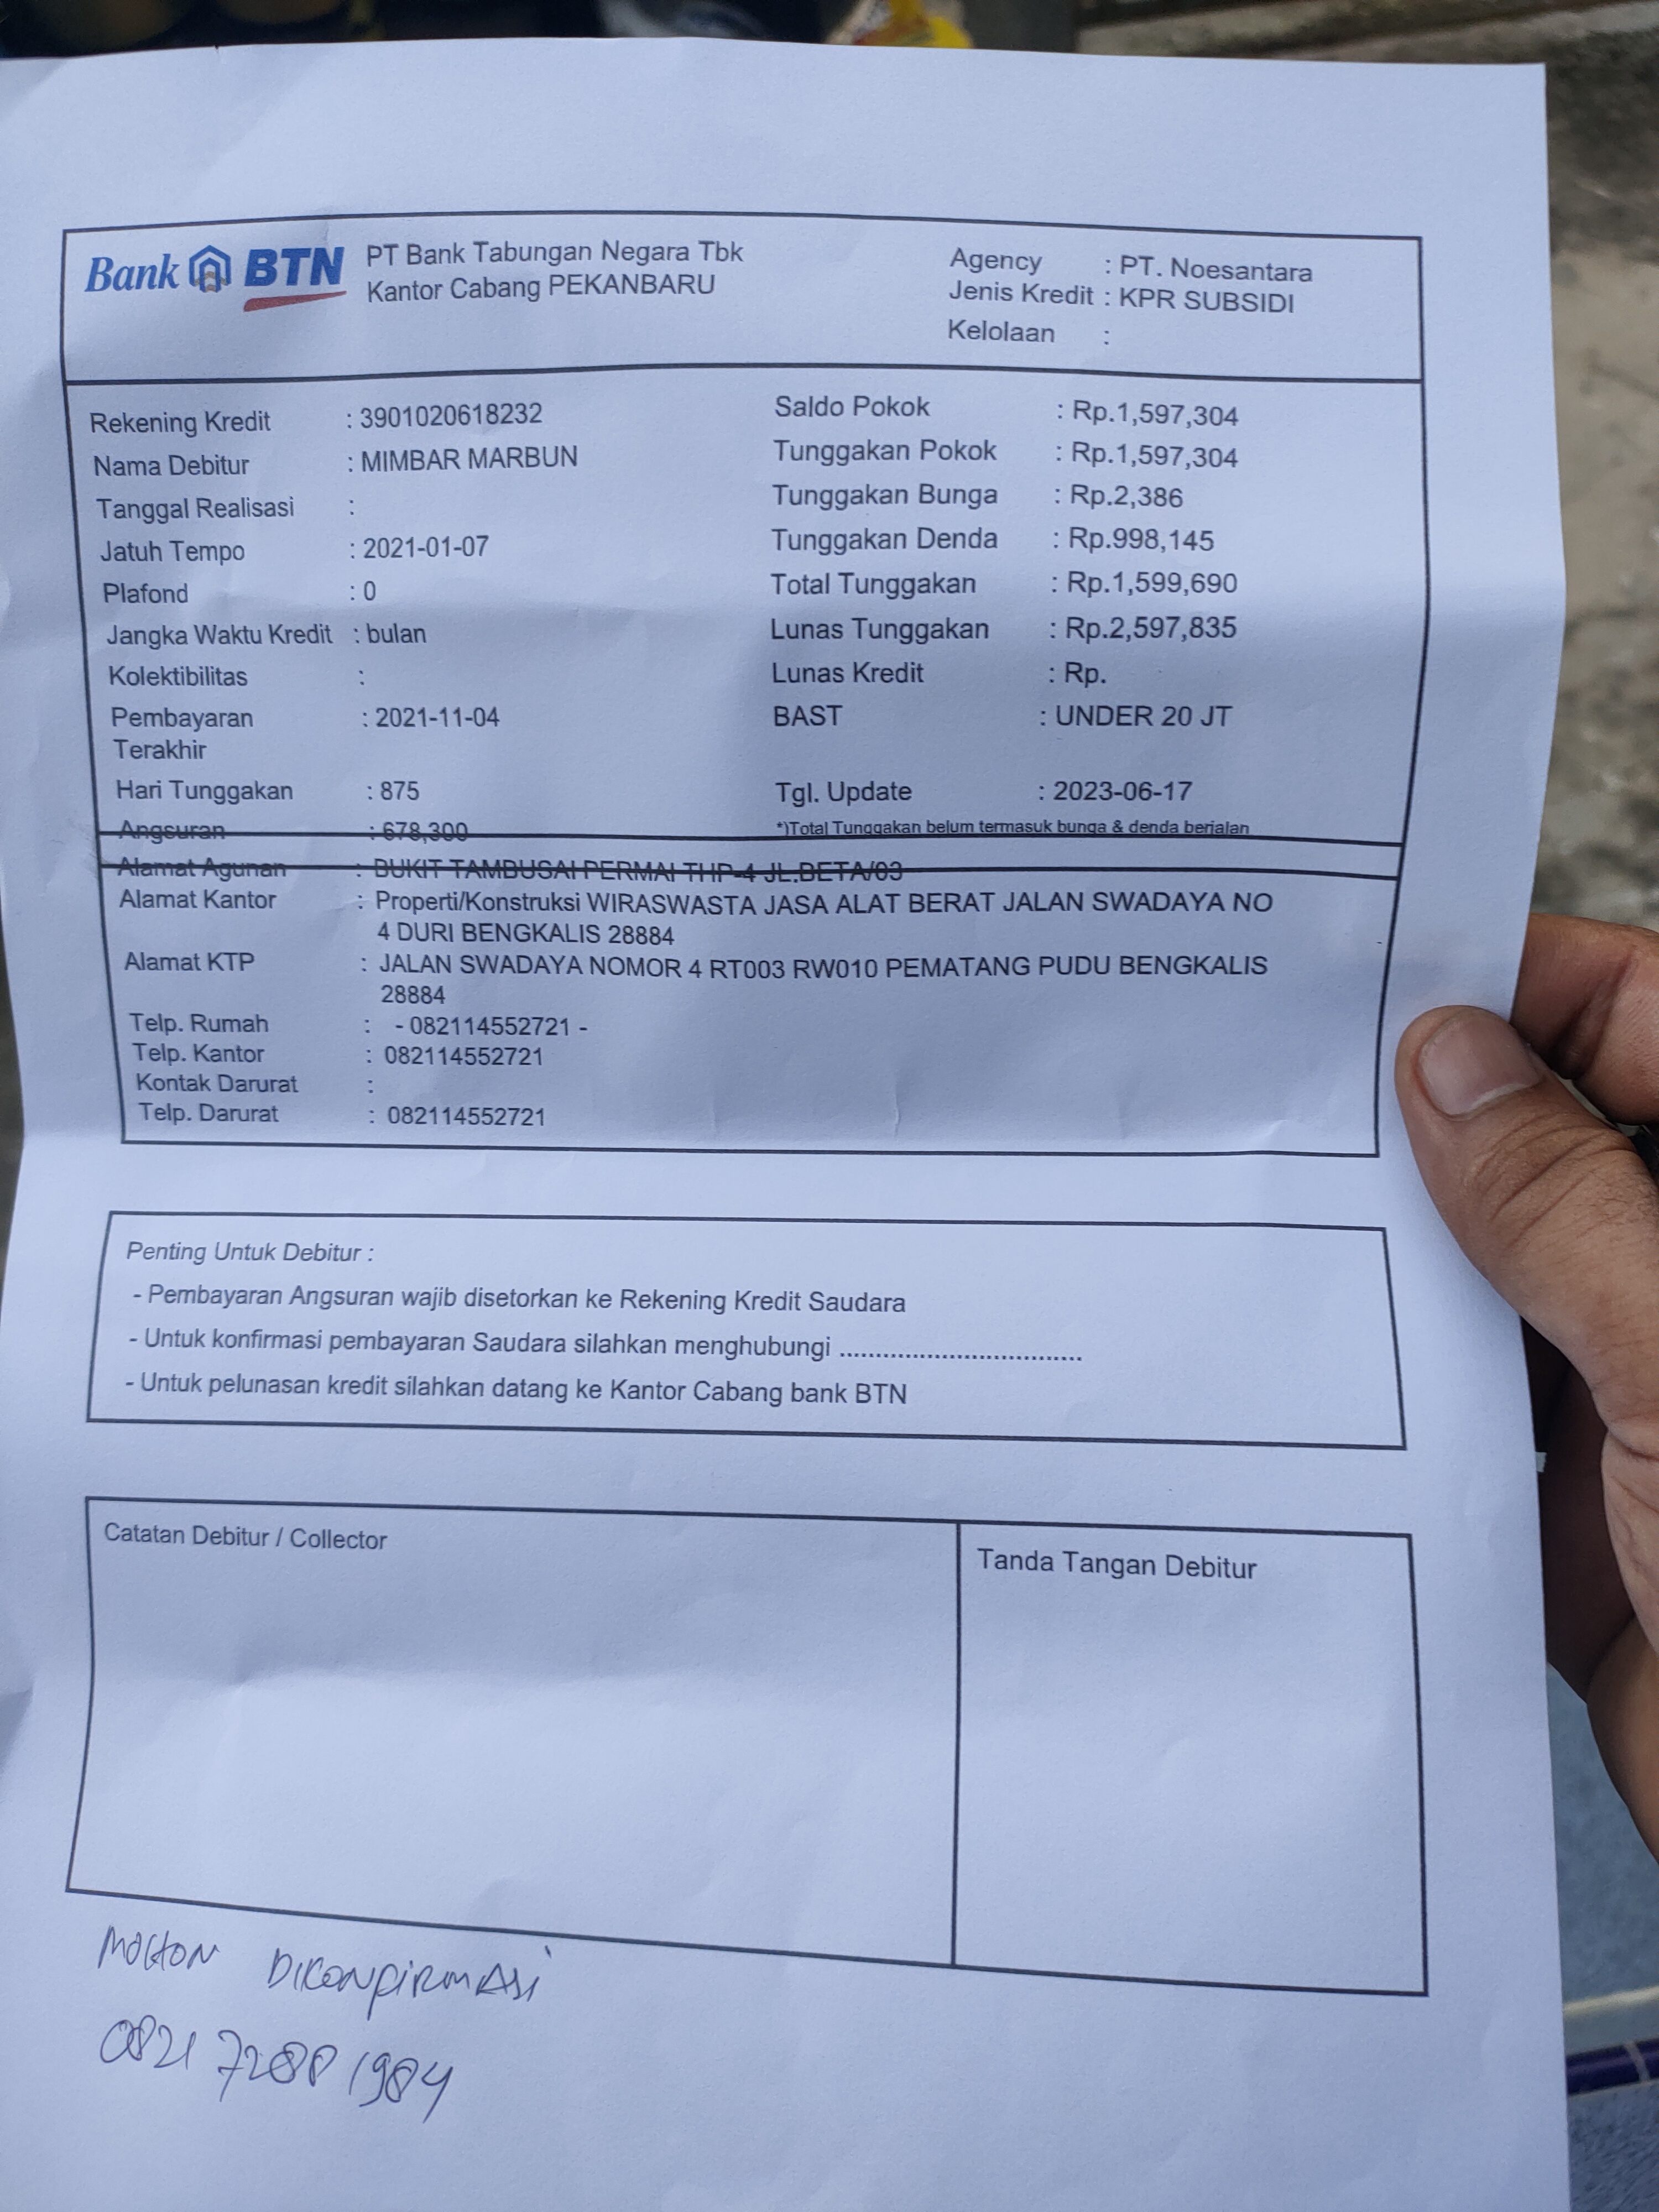 Bank BTN
PT Bank Tabungan Negara Tbk
Kantor Cabang PEKANBARU
Agency : PT. Noesantara
Jenis Kredit : KPR SUBSIDI
Kelolaan :
Rekening Kredit : 3901020618232
Nama Debitur : MIMBAR MARBUN
Tanggal Realisasi :
Jatuh Tempo : 2021-01-07
Plafond : 0
Jangka Waktu Kredit : bulan
Kolektibilitas :
Pembayaran : 2021-11-04
Terakhir
Hari Tunggakan : 875
Angsuran : 678,300
Saldo Pokok : Rp.1,597,304
Tunggakan Pokok : Rp.1,597,304
Tunggakan Bunga : Rp.2,386
Tunggakan Denda : Rp.998,145
Total Tunggakan : Rp.1,599,690
Lunas Tunggakan : Rp.2,597,835
Lunas Kredit : Rp.
BAST : UNDER 20 JT
Tgl. Update : 2023-06-17
*)Total Tunggakan belum termasuk bunga & denda berjalan
Alamat Agunan : BUKIT TAMBUSAI PERMAI THP-4 JL.BETA/03
Alamat Kantor : Properti/Konstruksi WIRASWASTA JASA ALAT BERAT JALAN SWADAYA NO
4 DURI BENGKALIS 28884
Alamat KTP : JALAN SWADAYA NOMOR 4 RT003 RW010 PEMATANG PUDU BENGKALIS
28884
Telp. Rumah : - 082114552721 -
Telp. Kantor : 082114552721
Kontak Darurat :
Telp. Darurat : 082114552721
Penting Untuk Debitur :
- Pembayaran Angsuran wajib disetorkan ke Rekening Kredit Saudara
- Untuk konfirmasi pembayaran Saudara silahkan menghubungi ..................................
- Untuk pelunasan kredit silahkan datang ke Kantor Cabang bank BTN
Catatan Debitur / Collector
Tanda Tangan Debitur
MOHON DIKONFIRMASI
0821 7288 1984